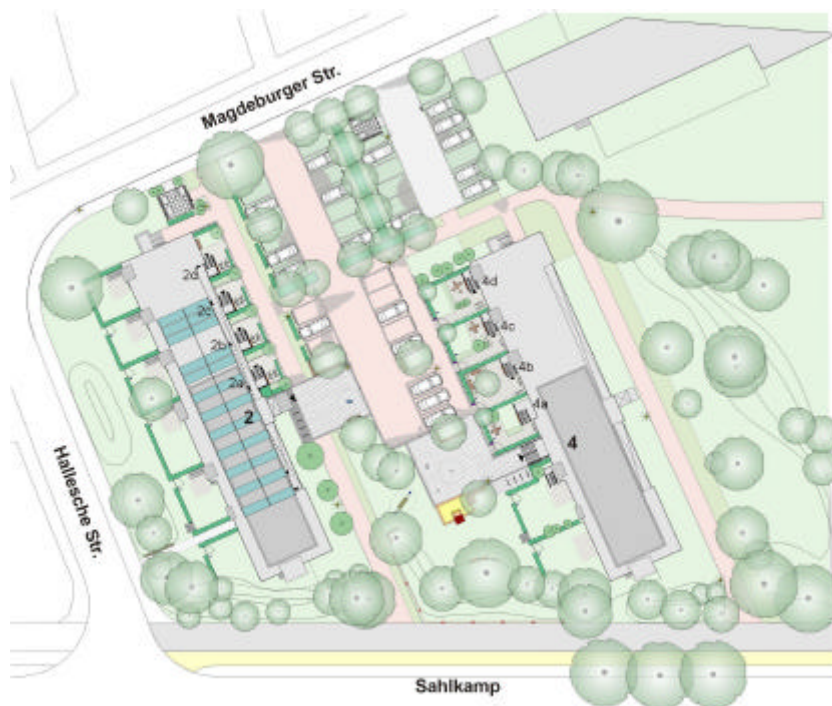 Magdeburger Str.
2d
2c
2b
2a
2
4d
4c
4b
4a
4
Hallesche Str.
Sahlkamp